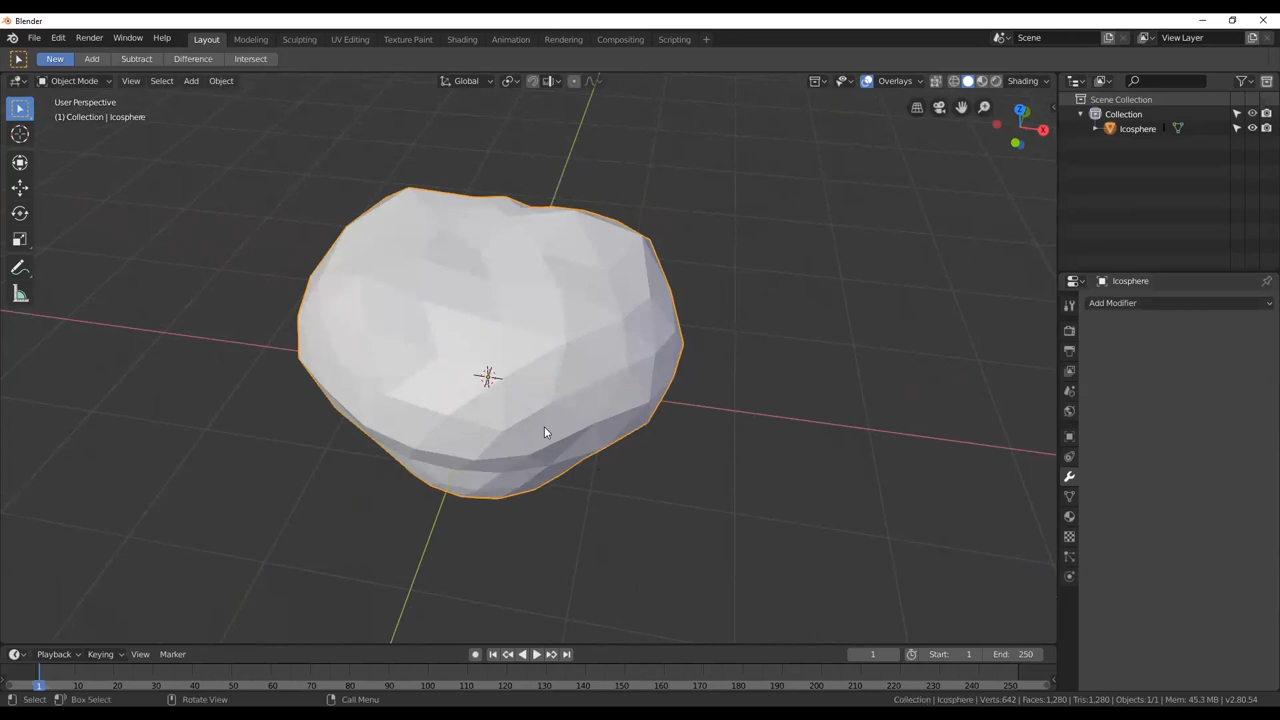 Blender
File Edit Render Window Help Layout Modeling Sculpting UV Editing Texture Paint Shading Animation Rendering Compositing Scripting + Scene View Layer
New Add Subtract Difference Intersect
Object Mode View Select Add Object Global Overlays Shading
User Perspective
(1) Collection | Icosphere
Z
X
Scene Collection
Collection
Icosphere
Icosphere
Add Modifier
Playback Keying View Marker 1 Start: 1 End: 250
1 10 20 30 40 50 60 70 80 90 100 110 120 130 140 150 160 170 180 190 200 210 220 230 240 250
Select Box Select Rotate View Call Menu Collection | Icosphere | Verts:642 | Faces:1,280 | Tris:1,280 | Objects:1/1 | Mem: 45.3 MB | v2.80.54